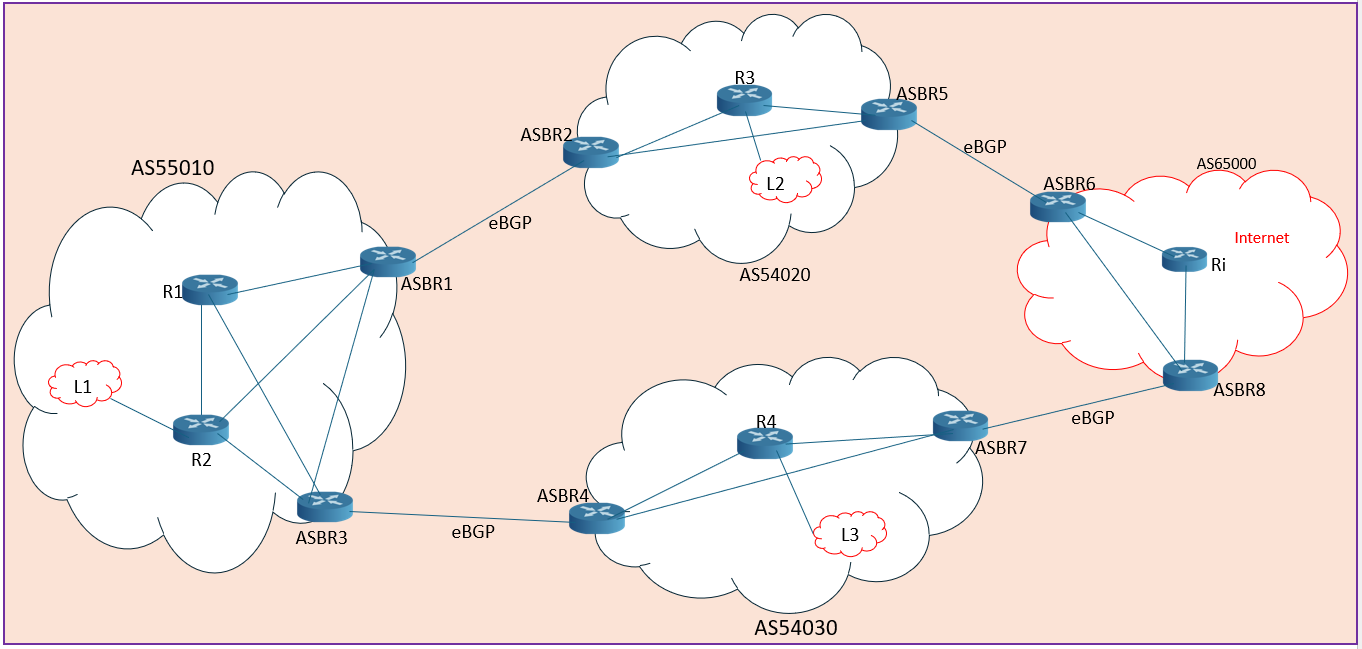 R3
ASBR5
ASBR2
eBGP
AS65000
AS55010
L2
ASBR6
eBGP
Internet
Ri
AS54020
ASBR1
R1
L1
ASBR8
eBGP
R4
ASBR7
R2
ASBR4
eBGP
L3
ASBR3
AS54030